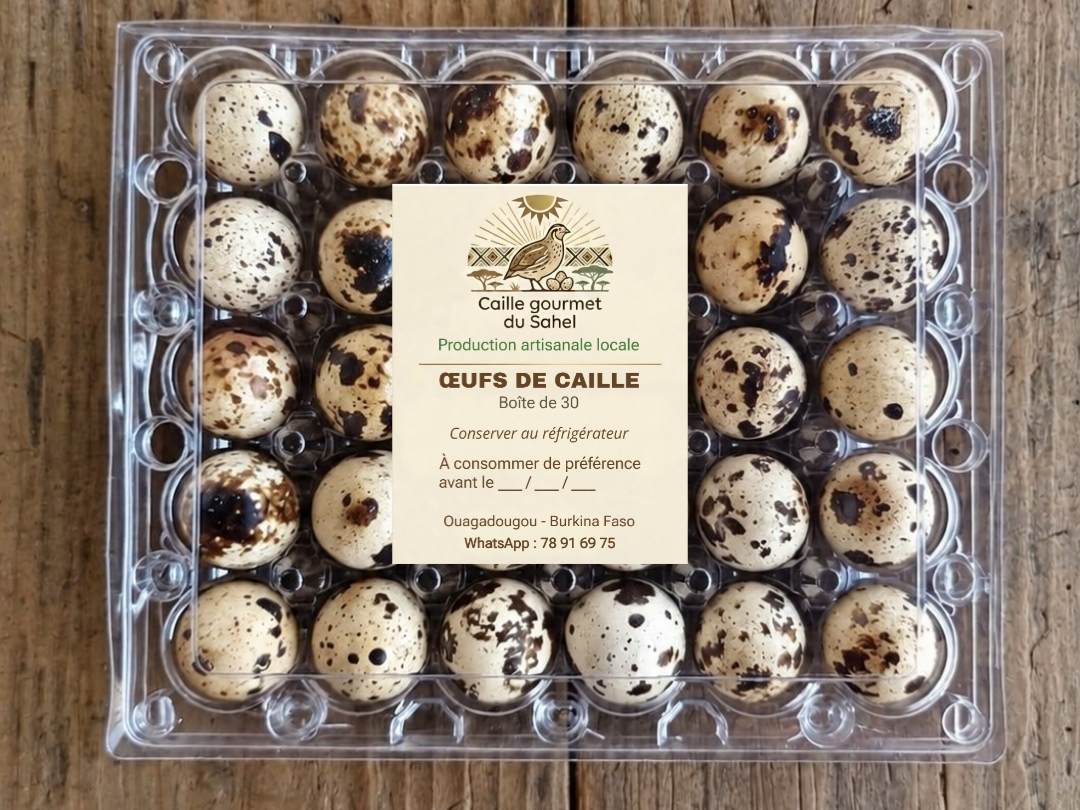 Caille gourmet
du Sahel
Production artisanale locale
ŒUFS DE CAILLE
Boîte de 30
Conserver au réfrigérateur
À consommer de préférence
avant le ___ / ___ / ___
Ouagadougou - Burkina Faso
WhatsApp : 78 91 69 75